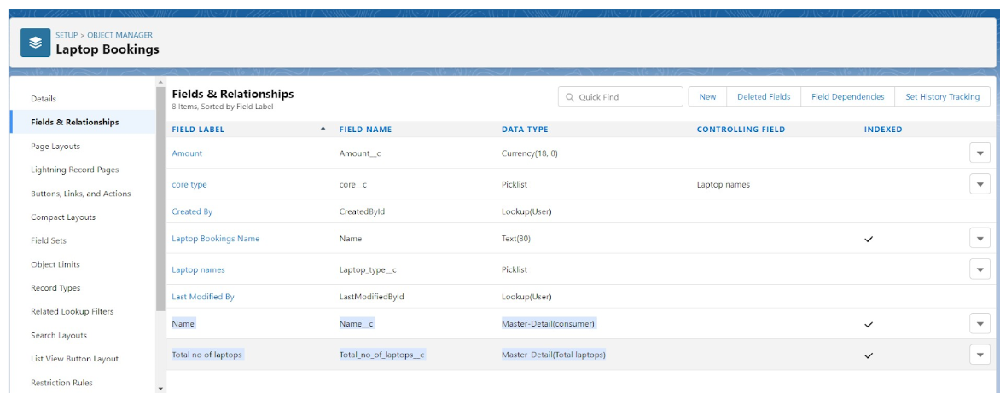 SETUP > OBJECT MANAGER
Laptop Bookings
Details
Fields & Relationships
Page Layouts
Lightning Record Pages
Buttons, Links, and Actions
Compact Layouts
Field Sets
Object Limits
Record Types
Related Lookup Filters
Search Layouts
List View Button Layout
Restriction Rules
Fields & Relationships
8 Items, Sorted by Field Label
Quick Find
New
Deleted Fields
Field Dependencies
Set History Tracking
FIELD LABEL FIELD NAME DATA TYPE CONTROLLING FIELD INDEXED
Amount Amount__c Currency(18, 0)
core type core__c Picklist Laptop names
Created By CreatedById Lookup(User)
Laptop Bookings Name Name Text(80)
Laptop names Laptop_type__c Picklist
Last Modified By LastModifiedById Lookup(User)
Name Name__c Master-Detail(consumer)
Total no of laptops Total_no_of_laptops__c Master-Detail(Total laptops)